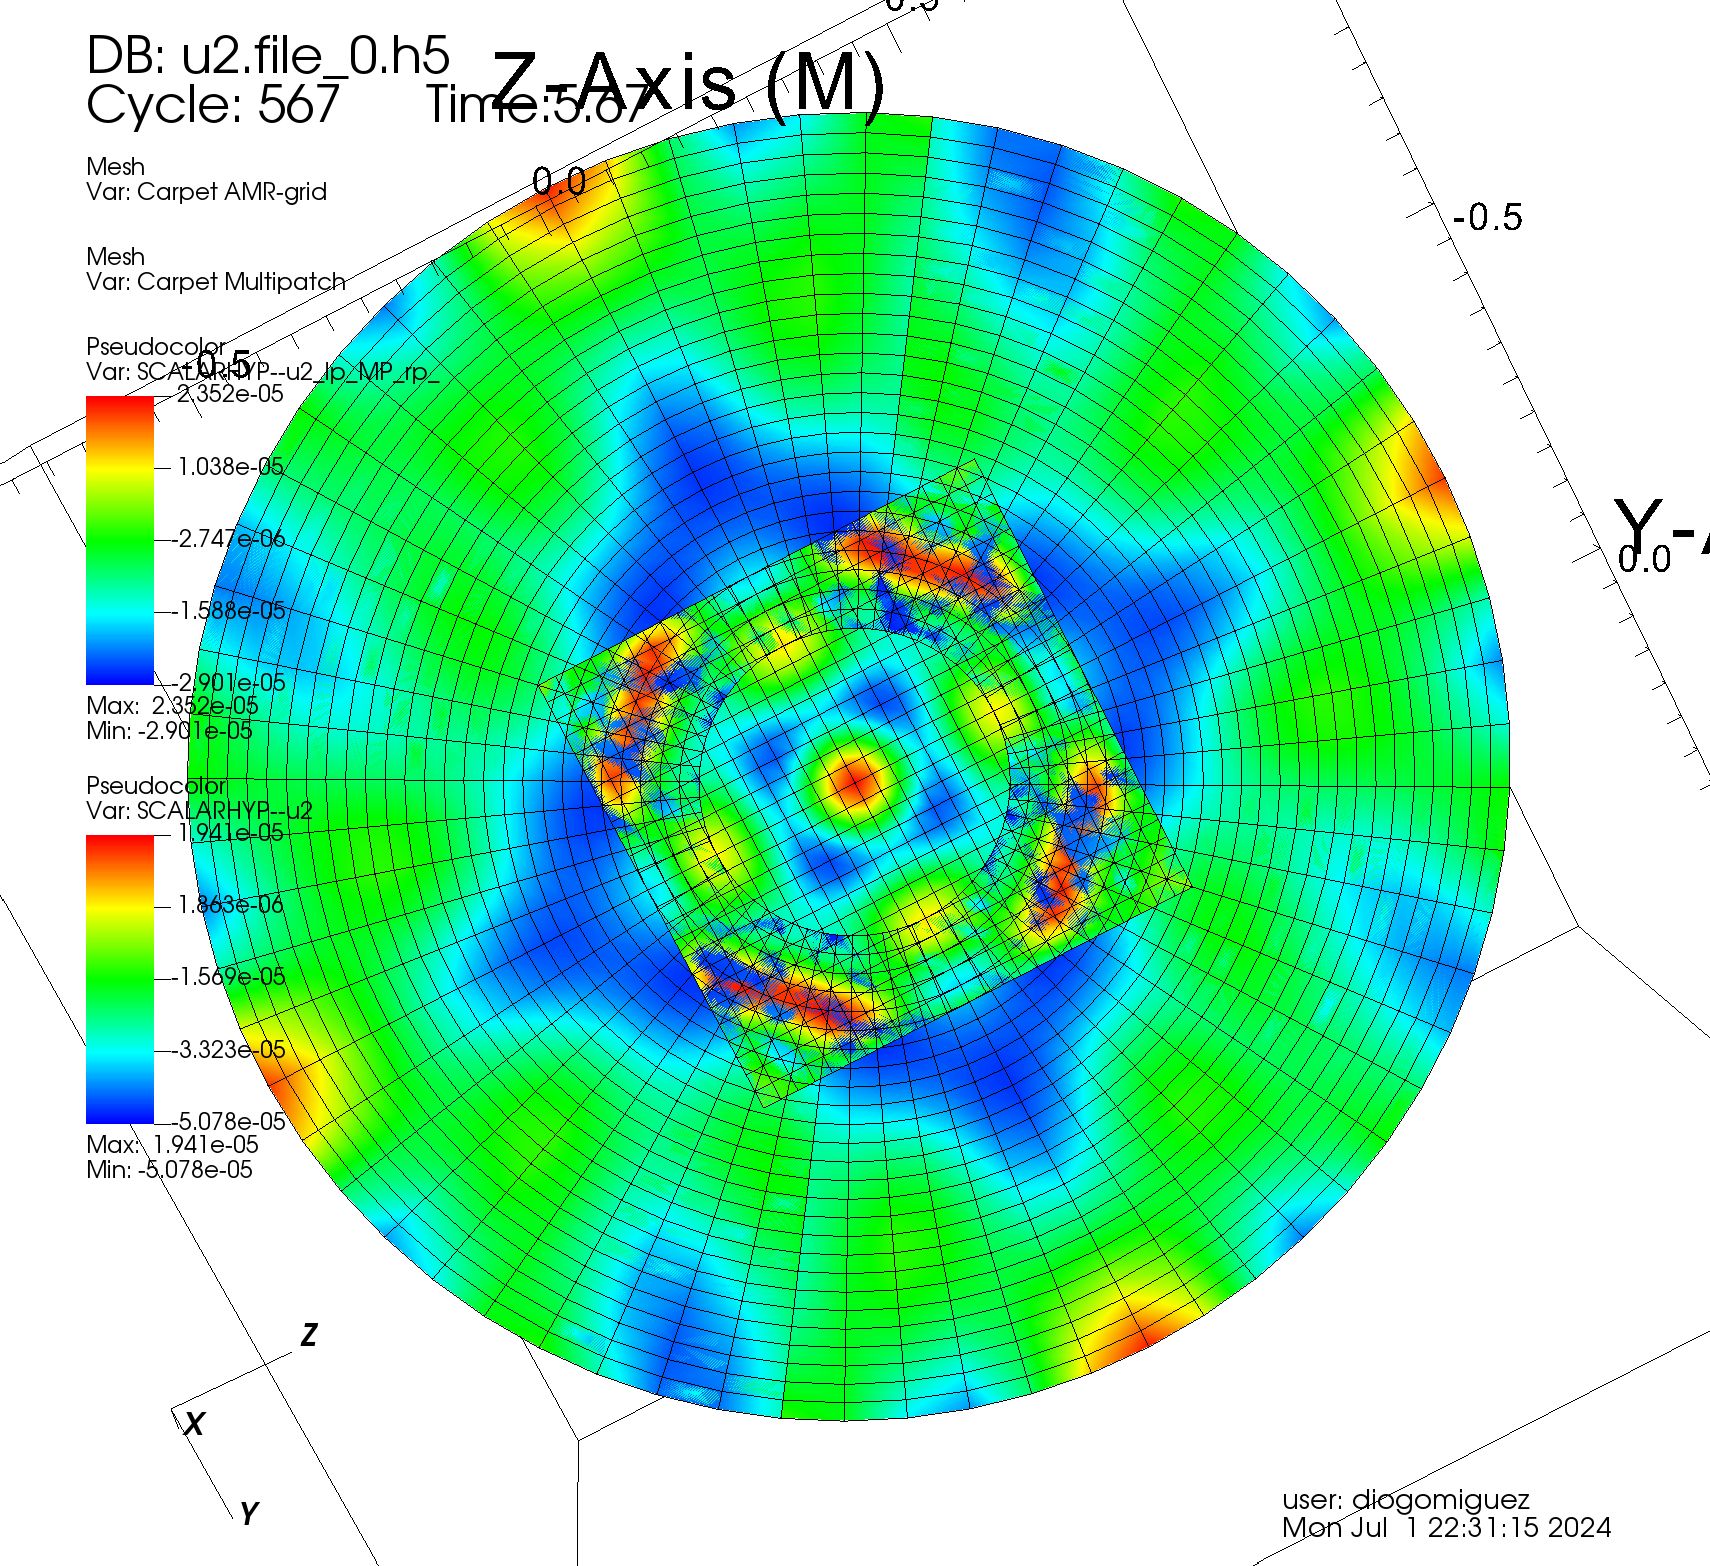 0.5
DB: u2.file_0.h5
Z-Axis (M)
Cycle: 567 Time:5.67
Mesh
Var: Carpet AMR-grid
0.0
-0.5
Mesh
Var: Carpet Multipatch
Pseudocolor
-0.5
Var: SCALARHYP--u2_lp_MP_rp_
2.352e-05
1.038e-05
-2.747e-06
-1.588e-05
-2.901e-05
Max: 2.352e-05
Min: -2.901e-05
Y-A
0.0
Pseudocolor
Var: SCALARHYP--u2
1.941e-05
1.863e-06
-1.569e-05
-3.323e-05
-5.078e-05
Max: 1.941e-05
Min: -5.078e-05
Z
X
Y
user: diogomiguez
Mon Jul 1 22:31:15 2024